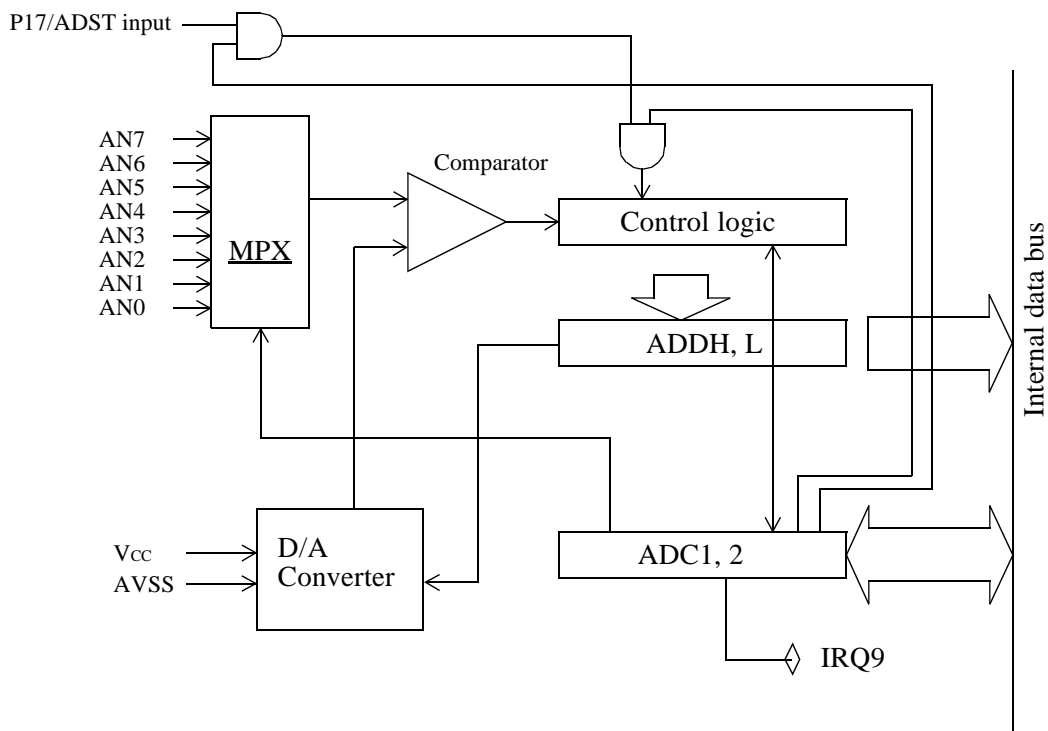 P17/ADST input
AN7
AN6
AN5
AN4
AN3
AN2
AN1
AN0
MPX
Comparator
Control logic
ADDH, L
Internal data bus
VCC
AVSS
D/A
Converter
ADC1, 2
IRQ9